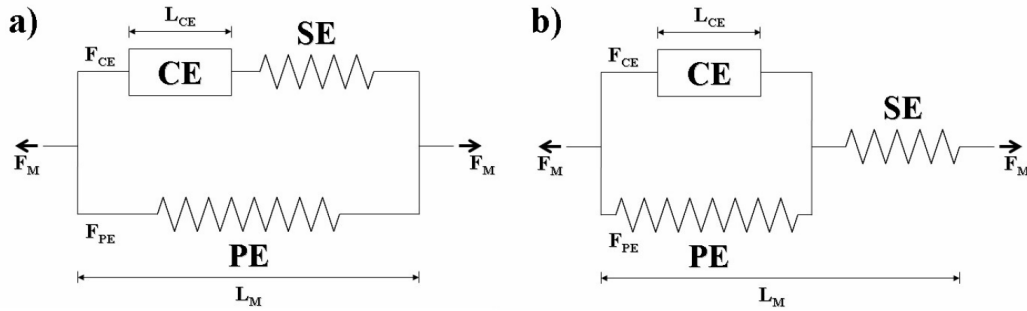 a)
L_CE
SE
F_CE
CE
F_M
F_M
F_PE
PE
L_M
b)
L_CE
F_CE
CE
SE
F_M
F_M
F_PE
PE
L_M